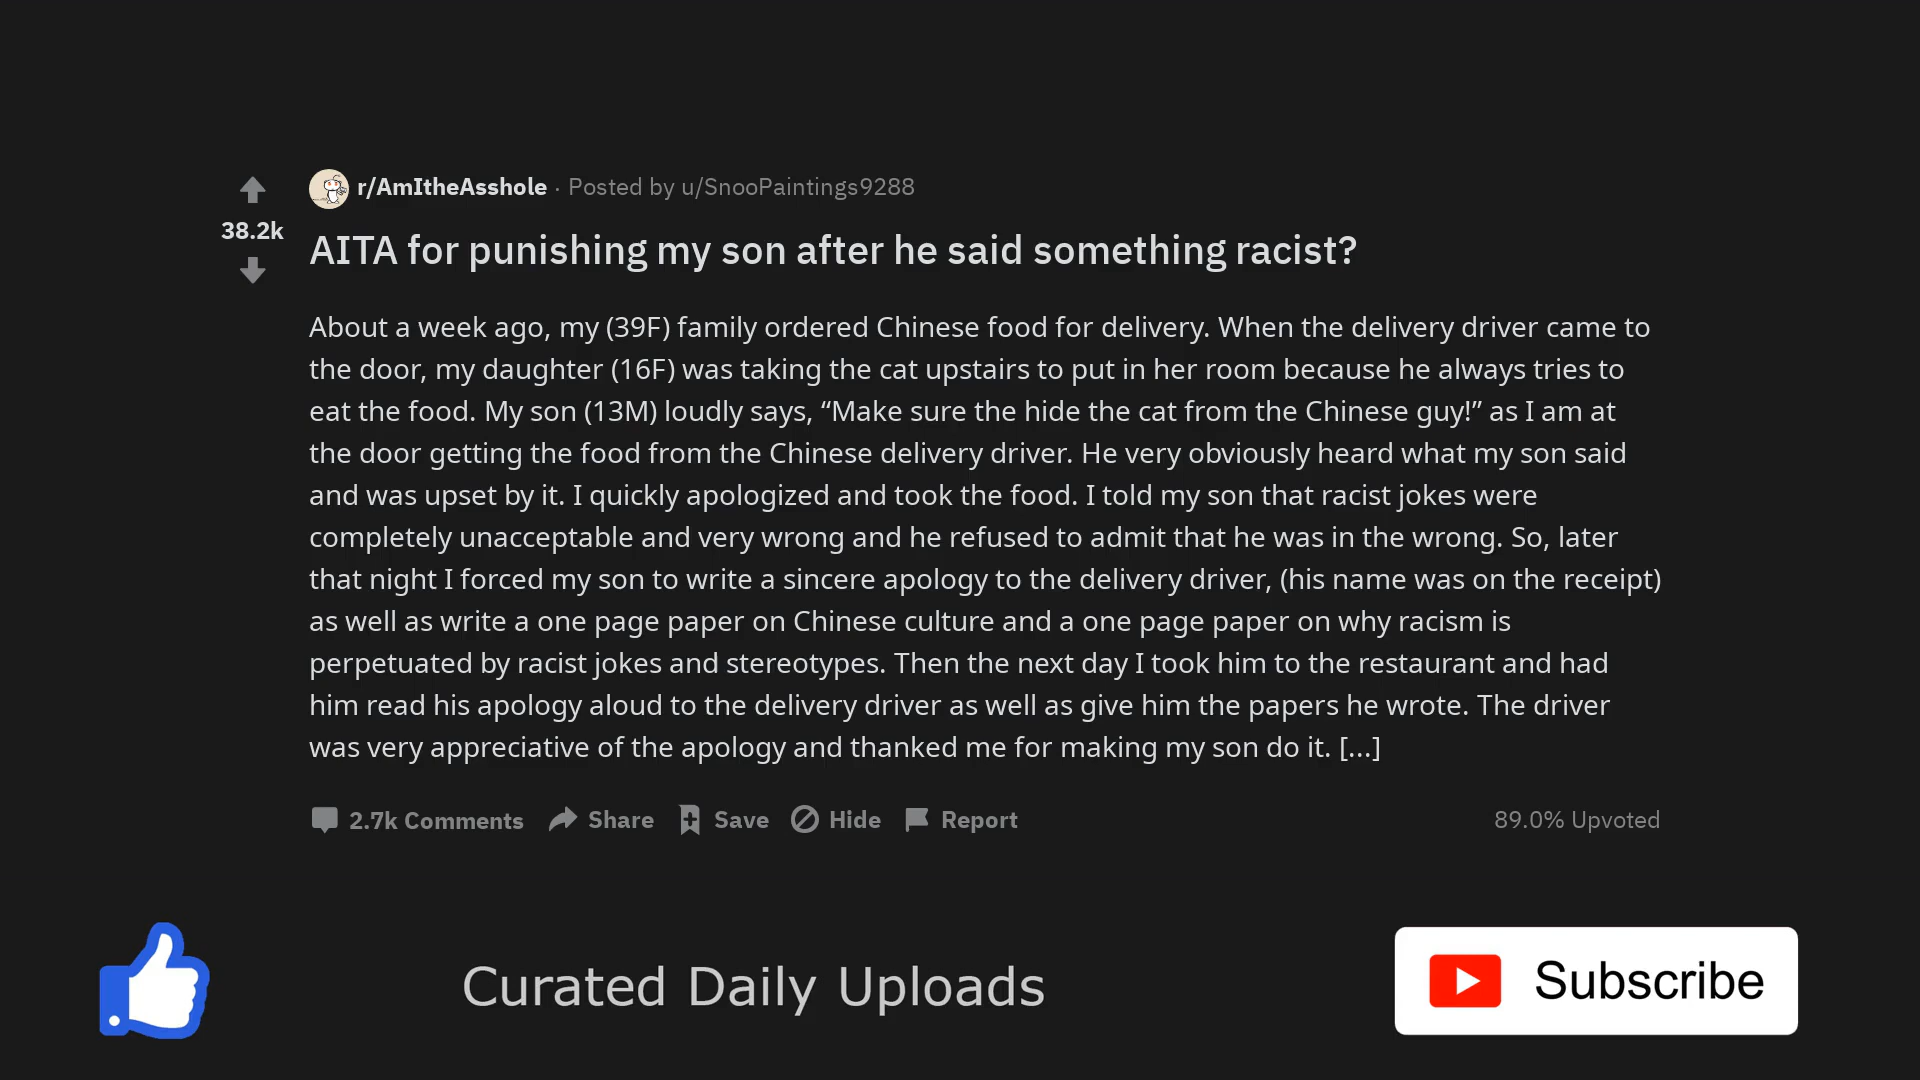 r/AmItheAsshole · Posted by u/SnooPaintings9288
38.2k
AITA for punishing my son after he said something racist?
About a week ago, my (39F) family ordered Chinese food for delivery. When the delivery driver came to
the door, my daughter (16F) was taking the cat upstairs to put in her room because he always tries to
eat the food. My son (13M) loudly says, “Make sure the hide the cat from the Chinese guy!” as I am at
the door getting the food from the Chinese delivery driver. He very obviously heard what my son said
and was upset by it. I quickly apologized and took the food. I told my son that racist jokes were
completely unacceptable and very wrong and he refused to admit that he was in the wrong. So, later
that night I forced my son to write a sincere apology to the delivery driver, (his name was on the receipt)
as well as write a one page paper on Chinese culture and a one page paper on why racism is
perpetuated by racist jokes and stereotypes. Then the next day I took him to the restaurant and had
him read his apology aloud to the delivery driver as well as give him the papers he wrote. The driver
was very appreciative of the apology and thanked me for making my son do it. [...]
2.7k Comments Share Save Hide Report 89.0% Upvoted
Curated Daily Uploads
Subscribe